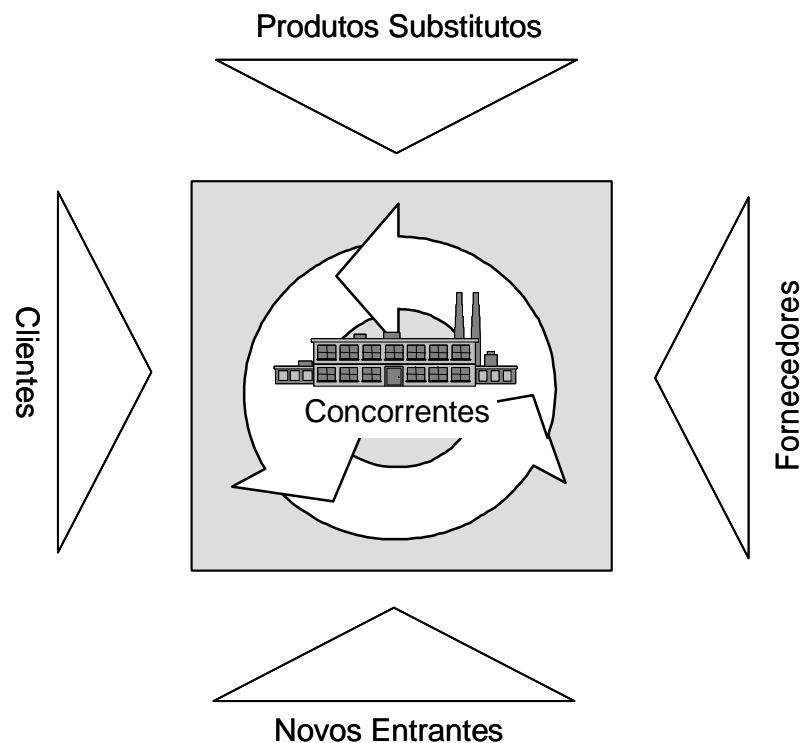 Produtos Substitutos
Clientes
Concorrentes
Fornecedores
Novos Entrantes